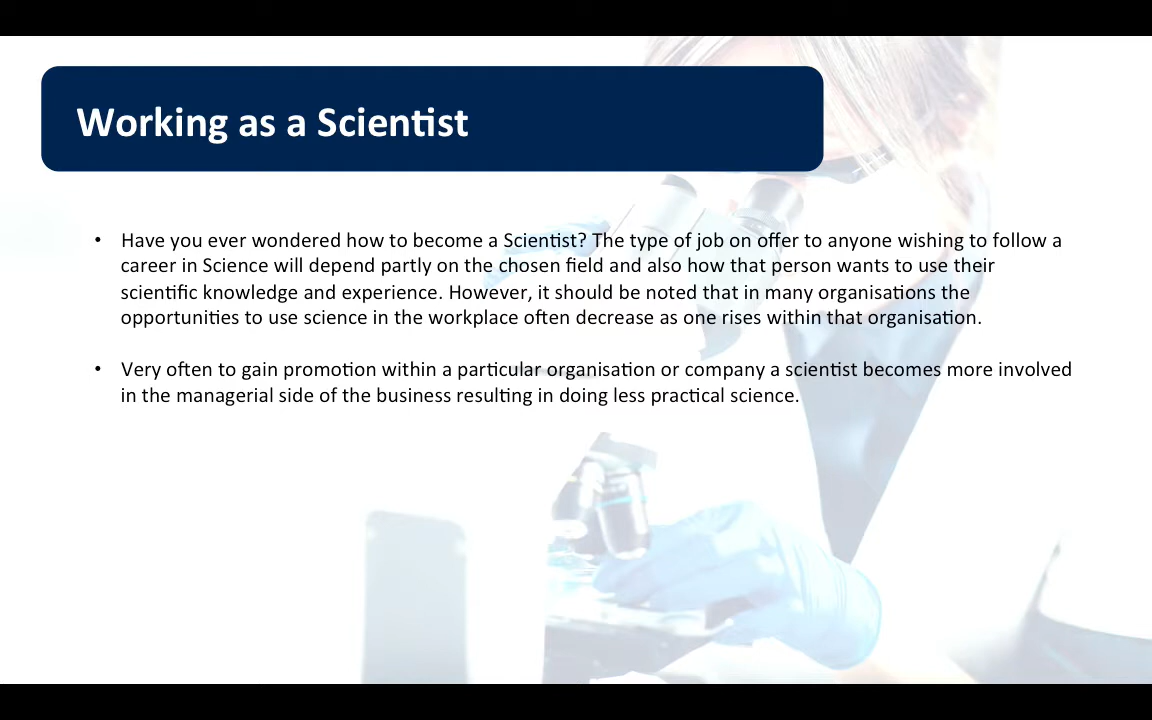 Working as a Scientist
• Have you ever wondered how to become a Scientist? The type of job on offer to anyone wishing to follow a
career in Science will depend partly on the chosen field and also how that person wants to use their
scientific knowledge and experience. However, it should be noted that in many organisations the
opportunities to use science in the workplace often decrease as one rises within that organisation.
• Very often to gain promotion within a particular organisation or company a scientist becomes more involved
in the managerial side of the business resulting in doing less practical science.